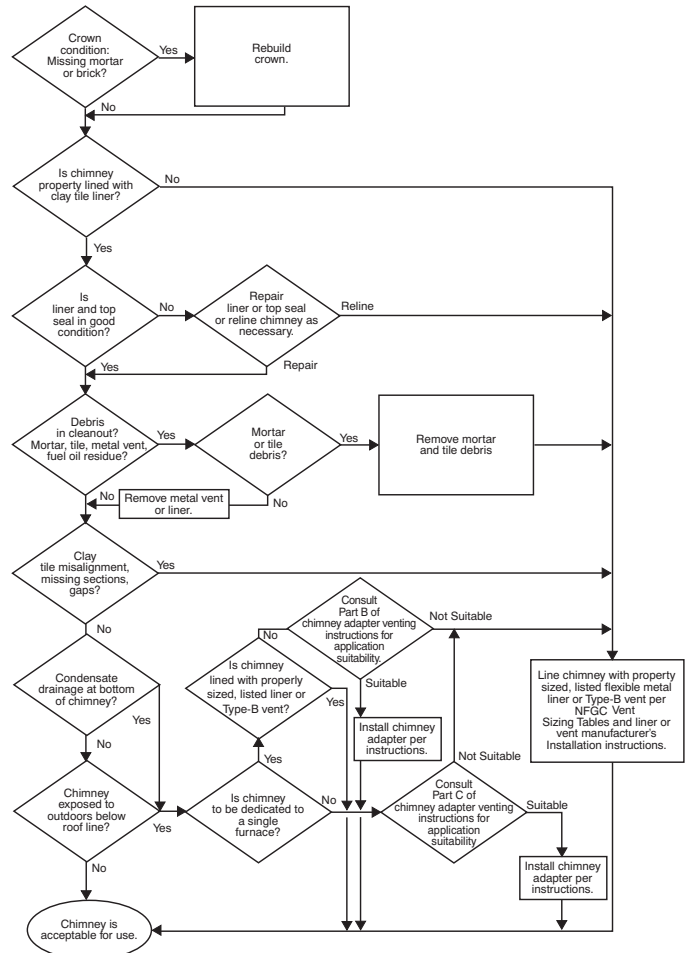 Crown
condition:
Missing mortar
or brick?
Yes
Rebuild
crown.
No
Is chimney
property lined with
clay tile liner?
No
Yes
Is
liner and top
seal in good
condition?
No
Repair
liner or top seal
or reline chimney as
necessary.
Reline
Yes
Repair
Debris
in cleanout?
Mortar, tile, metal vent,
fuel oil residue?
Yes
Mortar
or tile
debris?
Yes
Remove mortar
and tile debris
No
Remove metal vent
or liner.
No
Clay
tile misalignment,
missing sections,
gaps?
Yes
No
Condensate
drainage at bottom
of chimney?
Yes
No
Is chimney
lined with properly
sized, listed liner or
Type-B vent?
No
Yes
Yes
Consult
Part B of
chimney adapter venting
instructions for
application
suitability.
Not Suitable
Suitable
Install chimney
adapter per
instructions.
Line chimney with property
sized, listed flexible metal
liner or Type-B vent per
NFGC Vent
Sizing Tables and liner or
vent manufacturer's
Installation instructions.
Chimney
exposed to
outdoors below
roof line?
Yes
No
Is chimney
to be dedicated to
a single
furnace?
No
Not Suitable
Consult
Part C of
chimney adapter venting
instructions for
application
suitability
Suitable
Install chimney
adapter per
instructions.
Chimney is
acceptable for use.